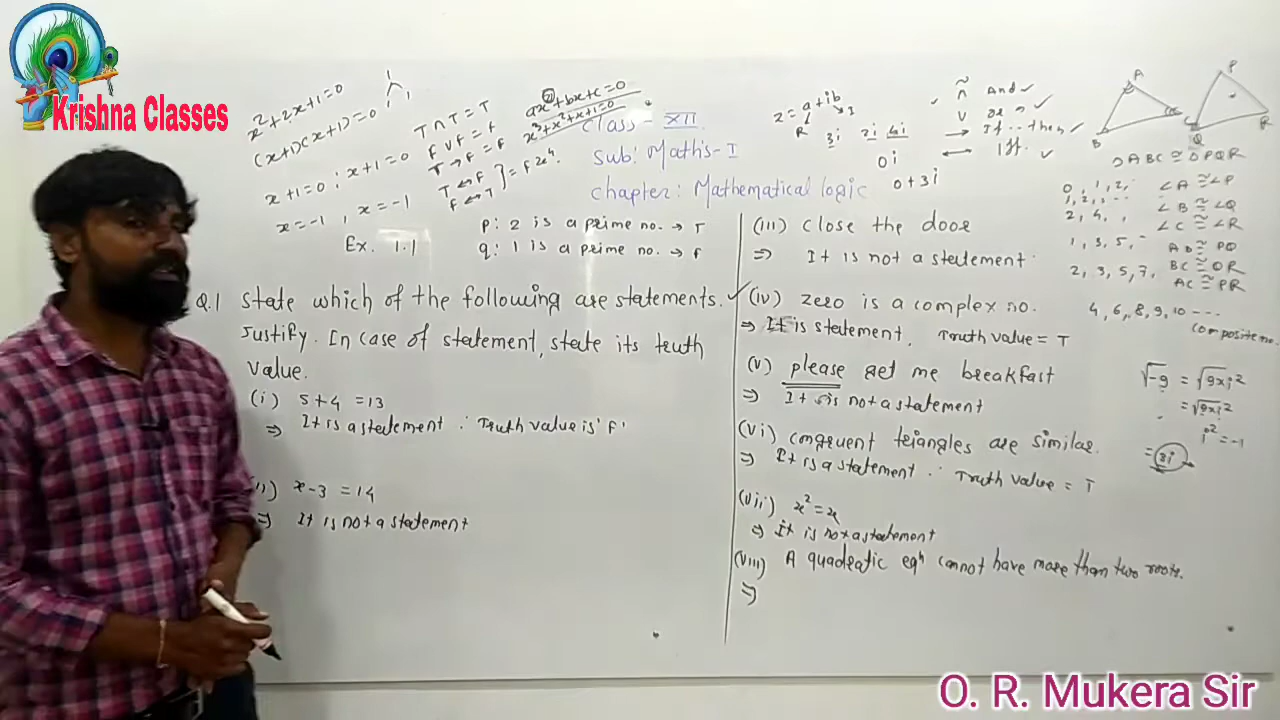 Krishna Classes
x²+2x+1=0
(x+1)(x+1)=0
x+1=0 ; x+1=0
x=-1 , x=-1
Ex. 1.1
T ∩ T = T
F ∨ F = F
T → F = F
T ↔ F
F ↔ T
ax²+bx+c=0
x³+x²+x+1=0
Class- XII
Sub: Maths-I
chapter: Mathematical logic
p: 2 is a prime no. → T
q: 1 is a prime no. → F
Q.1 State which of the following are statements.
Justify. In case of statement, state its truth
value.
(i) 5+4 =13
⇒ It is a statement ∴ Truth value is 'F'
x-3 =14
⇒ It is not a statement
(iii) close the door
⇒ It is not a statement.
(iv) zero is a complex no.
⇒ It is statement, Truth value = T
(v) please get me breakfast
⇒ It is not a statement
(vi) congruent triangles are similar.
⇒ It is a statement ∴ Truth value = T
(vii) x²=x
⇒ It is not a statement
(viii) A quadratic eqⁿ cannot have more than two roots.
⇒
z = a+ib
R
3i 2i 4i
0i
0+3i
~
∩ And ✓
∨ or ✓
→ If...then ✓
↔ Iff. ✓
A
B
P
Q
R
Δ ABC ≅ Δ PQR
∠A ≅ ∠P
∠B ≅ ∠Q
∠C ≅ ∠R
AB ≅ PQ
BC ≅ QR
AC ≅ PR
0, 1, 2,
1, 2, 3
2, 4,
1, 3, 5,
2, 3, 5, 7,
4, 6, 8, 9, 10 ----
composite no.
√-9 = √9xi²
= √9xi²
i² = -1
= 3i
O. R. Mukera Sir